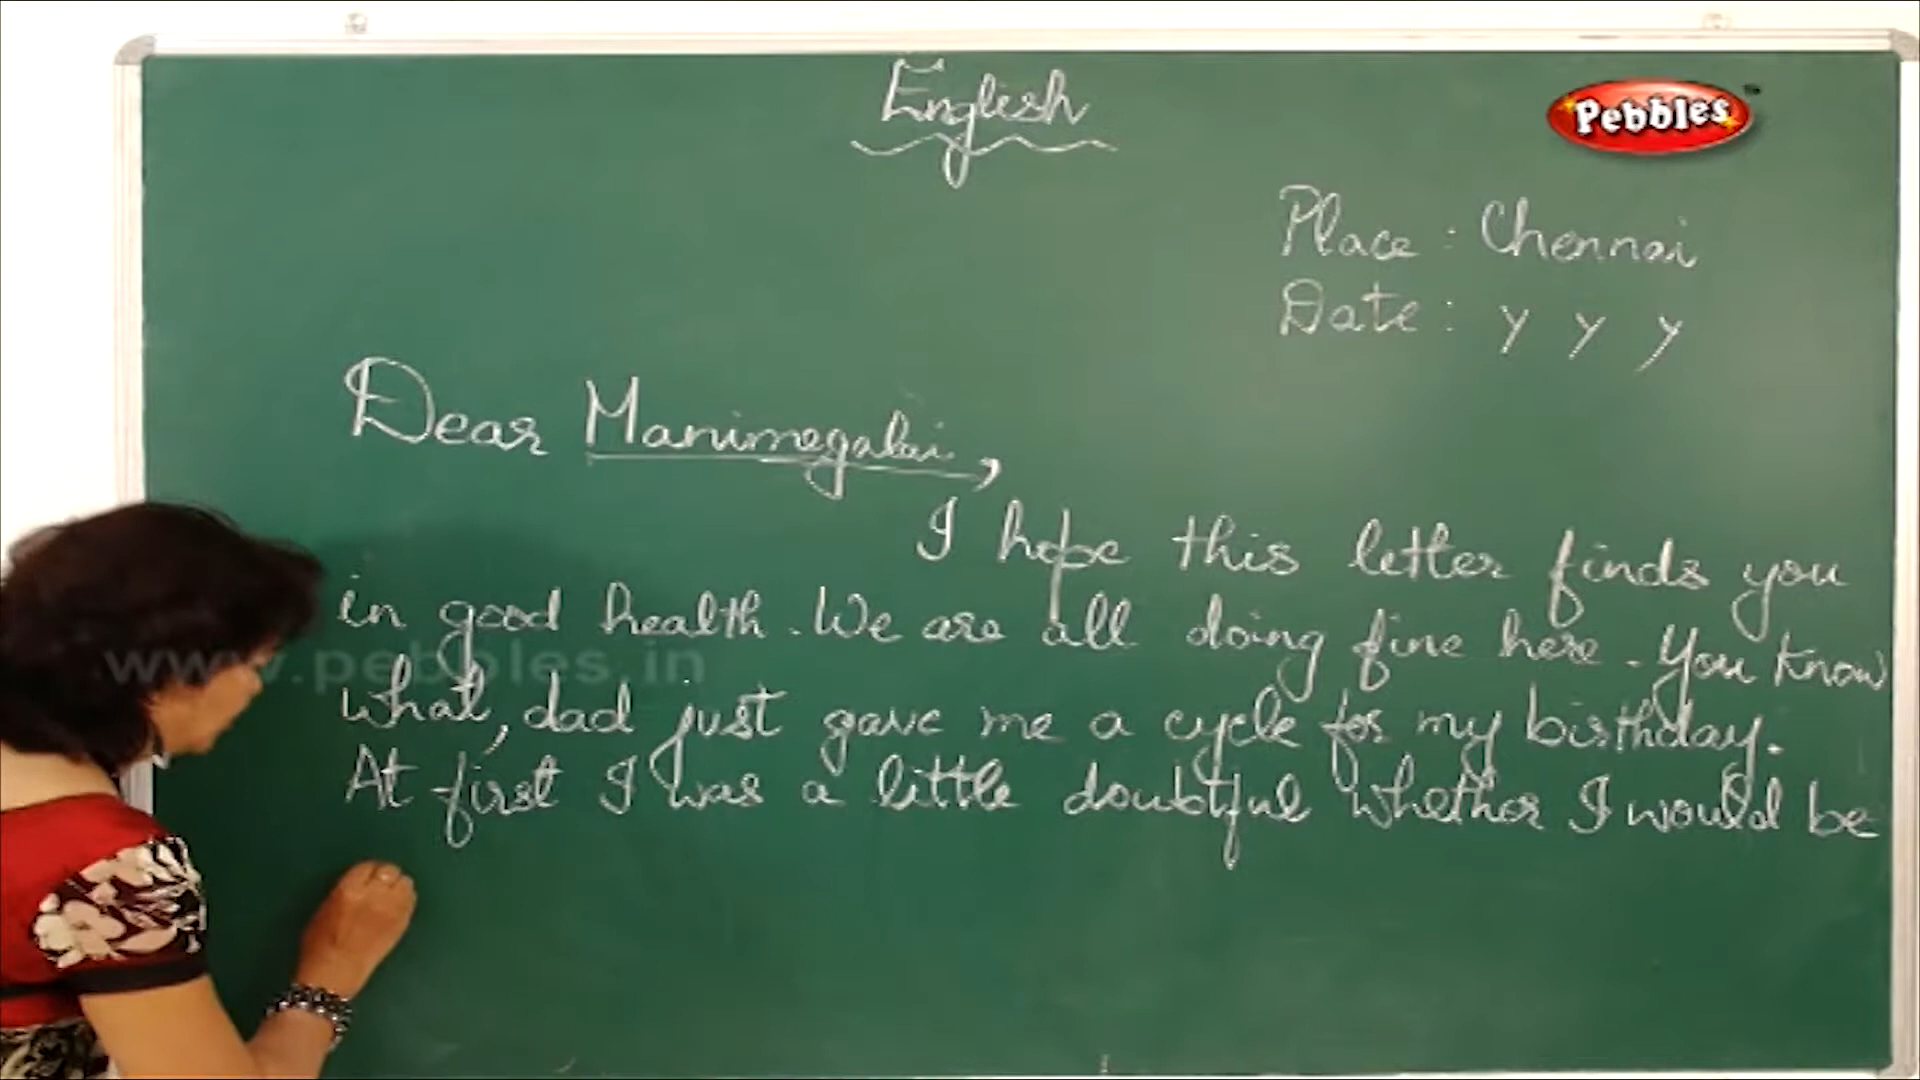 English
Pebbles™
Place : Chennai
Date : y y y
Dear Manimegalai,
I hope this letter finds you
in good health. We are all doing fine here. You know
what, dad just gave me a cycle for my birthday.
At first I was a little doubtful whether I would be
www.pebbles.in